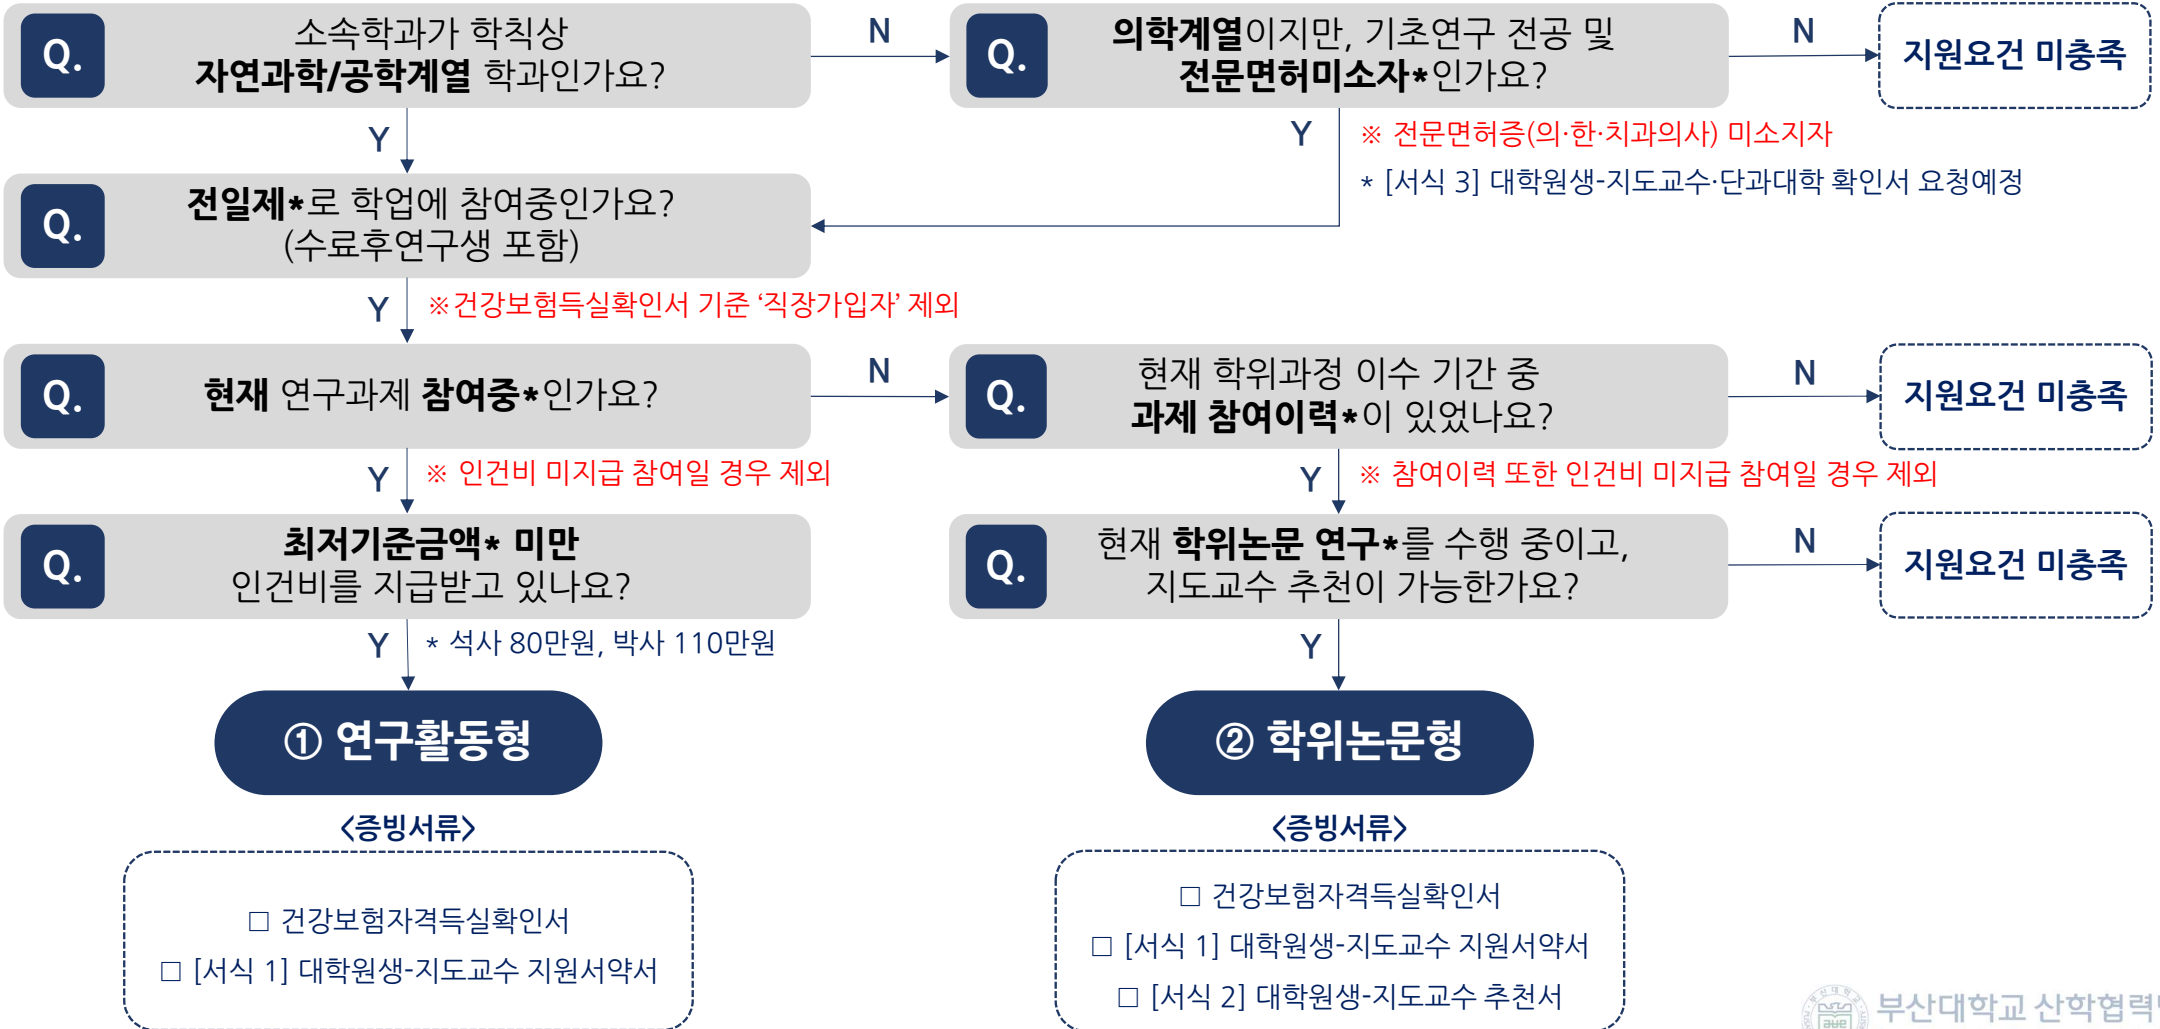 Q.
소속학과가 학칙상
자연과학/공학계열 학과인가요?
N
Q.
의학계열이지만, 기초연구 전공 및
전문면허미소자*인가요?
N
지원요건 미충족
Y
Y
※ 전문면허증(의·한·치과의사) 미소지자
* [서식 3] 대학원생-지도교수·단과대학 확인서 요청예정
Q.
전일제*로 학업에 참여중인가요?
(수료후연구생 포함)
Y
※건강보험득실확인서 기준 ‘직장가입자’ 제외
Q.
현재 연구과제 참여중*인가요?
N
Q.
현재 학위과정 이수 기간 중
과제 참여이력*이 있었나요?
N
지원요건 미충족
Y
※ 인건비 미지급 참여일 경우 제외
Y
※ 참여이력 또한 인건비 미지급 참여일 경우 제외
Q.
최저기준금액* 미만
인건비를 지급받고 있나요?
Q.
현재 학위논문 연구*를 수행 중이고,
지도교수 추천이 가능한가요?
N
지원요건 미충족
Y
* 석사 80만원, 박사 110만원
Y
① 연구활동형
② 학위논문형
<증빙서류>
□ 건강보험자격득실확인서
□ [서식 1] 대학원생-지도교수 지원서약서
<증빙서류>
□ 건강보험자격득실확인서
□ [서식 1] 대학원생-지도교수 지원서약서
□ [서식 2] 대학원생-지도교수 추천서
부산대학교 산학협력